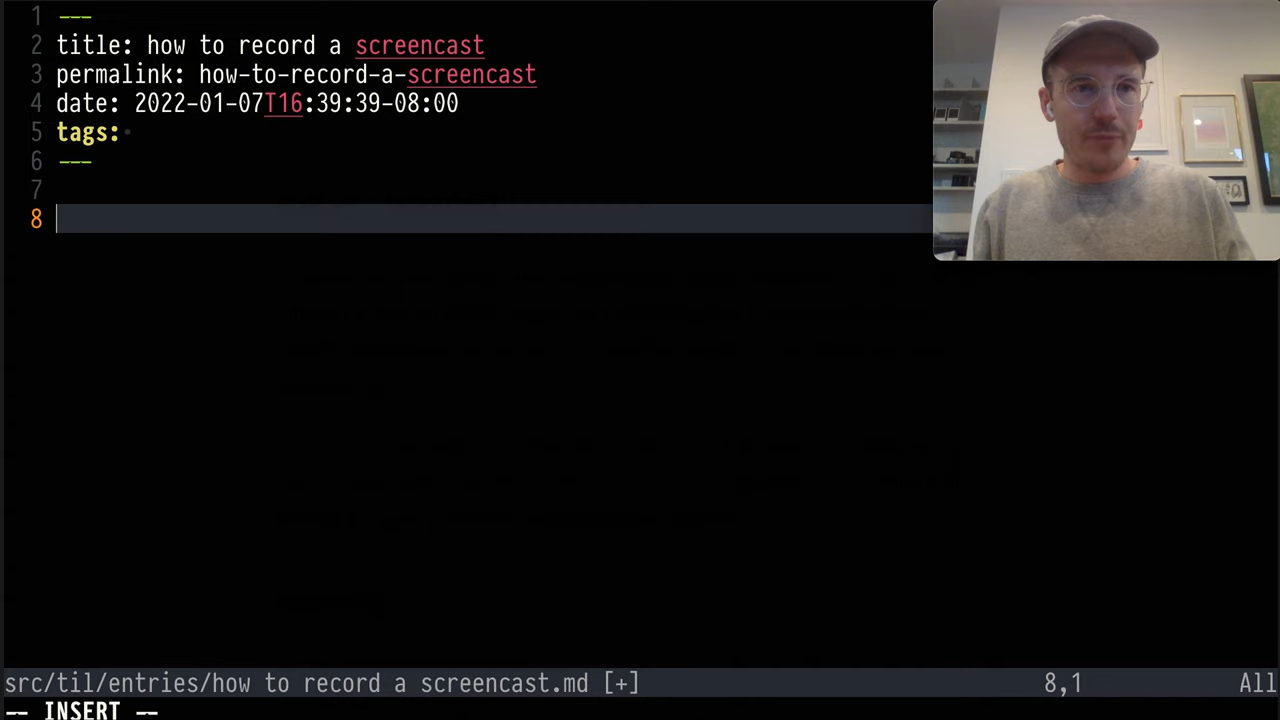 1 ---
2 title: how to record a screencast
3 permalink: how-to-record-a-screencast
4 date: 2022-01-07T16:39:39-08:00
5 tags:
6 ---
7
8
src/til/entries/how to record a screencast.md [+] 8,1 All
-- INSERT --